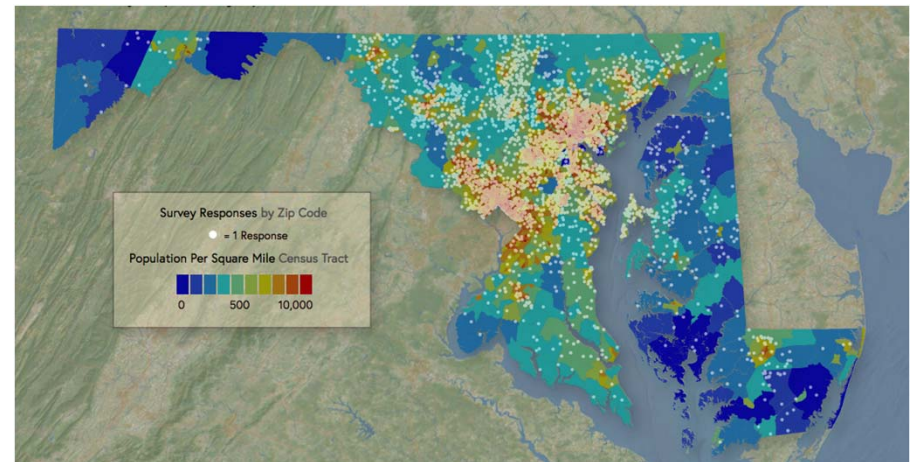 Survey Responses by Zip Code
= 1 Response
Population Per Square Mile Census Tract
0 500 10,000